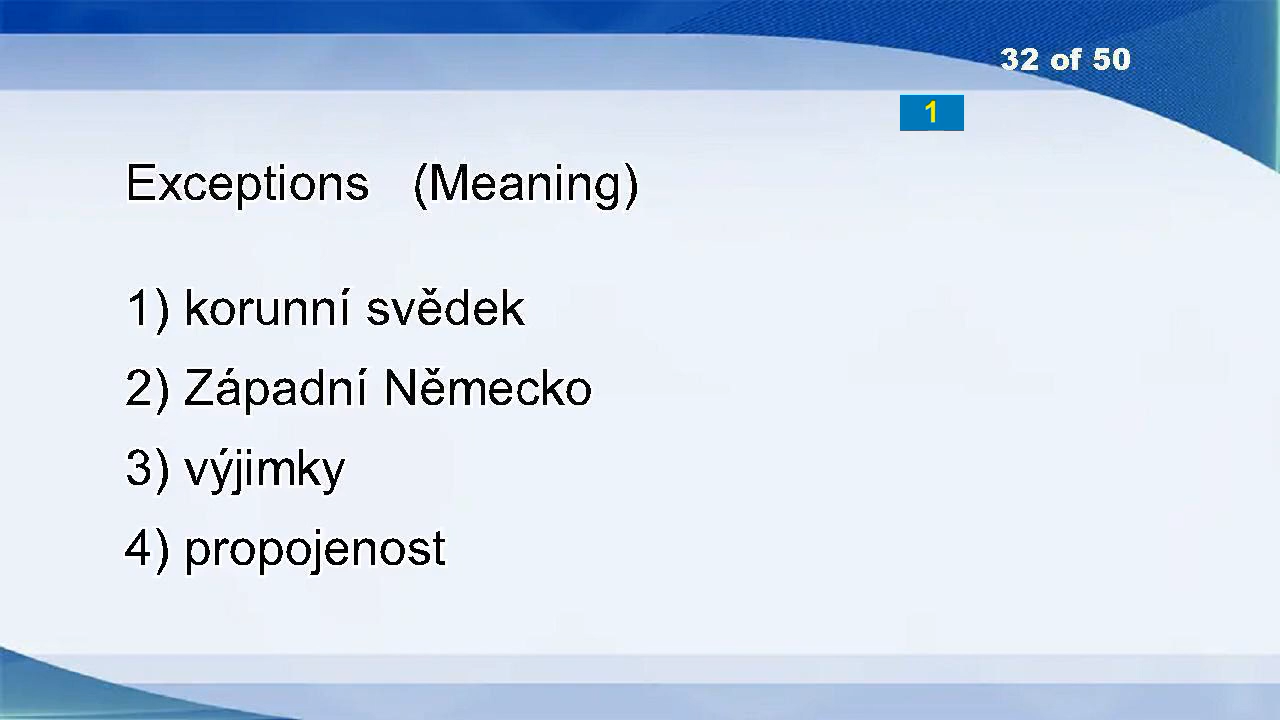 32 of 50
1
Exceptions (Meaning)
1) korunní svědek
2) Západní Německo
3) výjimky
4) propojenost